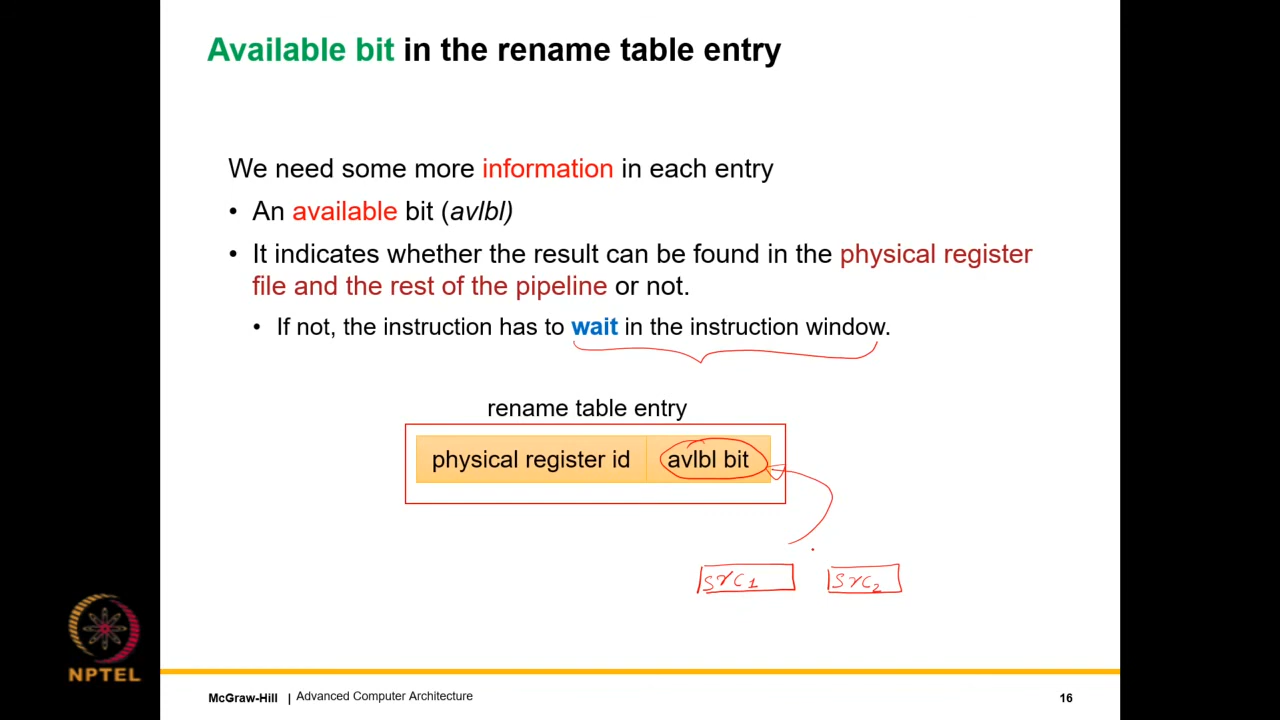 Available bit in the rename table entry
We need some more information in each entry
• An available bit (avlbl)
• It indicates whether the result can be found in the physical register
file and the rest of the pipeline or not.
• If not, the instruction has to wait in the instruction window.
rename table entry
physical register id avlbl bit
src1 src2
NPTEL
McGraw-Hill | Advanced Computer Architecture 16